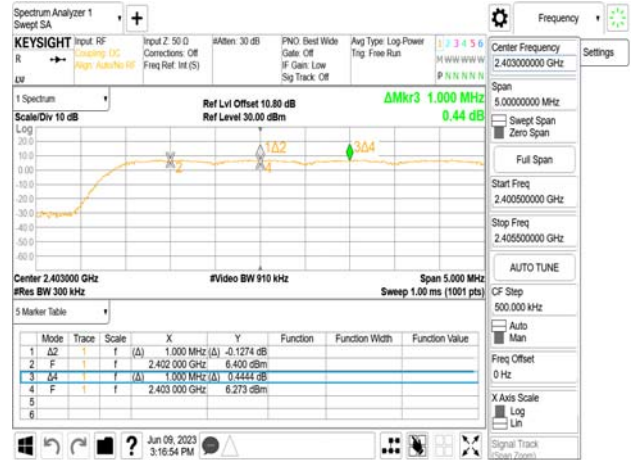 Spectrum Analyzer 1
Swept SA
+
Frequency
KEYSIGHT
R
Input: RF
Coupling: DC
Align: Auto/No RF
Input Z: 50 Ω
Corrections: Off
Freq Ref: Int (S)
#Atten: 30 dB
PNO: Best Wide
Gate: Off
IF Gain: Low
Sig Track: Off
Avg Type: Log-Power
Trig: Free Run
1 2 3 4 5 6
M W W W W W
P N N N N N
1 Spectrum
Scale/Div 10 dB
Ref Lvl Offset 10.80 dB
Ref Level 30.00 dBm
ΔMkr3 1.000 MHz
0.44 dB
Log
20.0
10.0
0.00
-10.0
-20.0
-30.0
-40.0
-50.0
-60.0
1Δ2
3Δ4
2
4
Center 2.403000 GHz
#Res BW 300 kHz
#Video BW 910 kHz
Span 5.000 MHz
Sweep 1.00 ms (1001 pts)
5 Marker Table
Mode Trace Scale X Y Function Function Width Function Value
1 Δ2 1 f (Δ) 1.000 MHz (Δ) -0.1274 dB
2 F 1 f 2.402 000 GHz 6.400 dBm
3 Δ4 1 f (Δ) 1.000 MHz (Δ) 0.4444 dB
4 F 1 f 2.403 000 GHz 6.273 dBm
5
6
?
Jun 09, 2023
3:16:54 PM
Center Frequency
2.403000000 GHz
Settings
Span
5.00000000 MHz
Swept Span
Zero Span
Full Span
Start Freq
2.400500000 GHz
Stop Freq
2.405500000 GHz
AUTO TUNE
CF Step
500.000 kHz
Auto
Man
Freq Offset
0 Hz
X Axis Scale
Log
Lin
Signal Track
(Span Zoom)